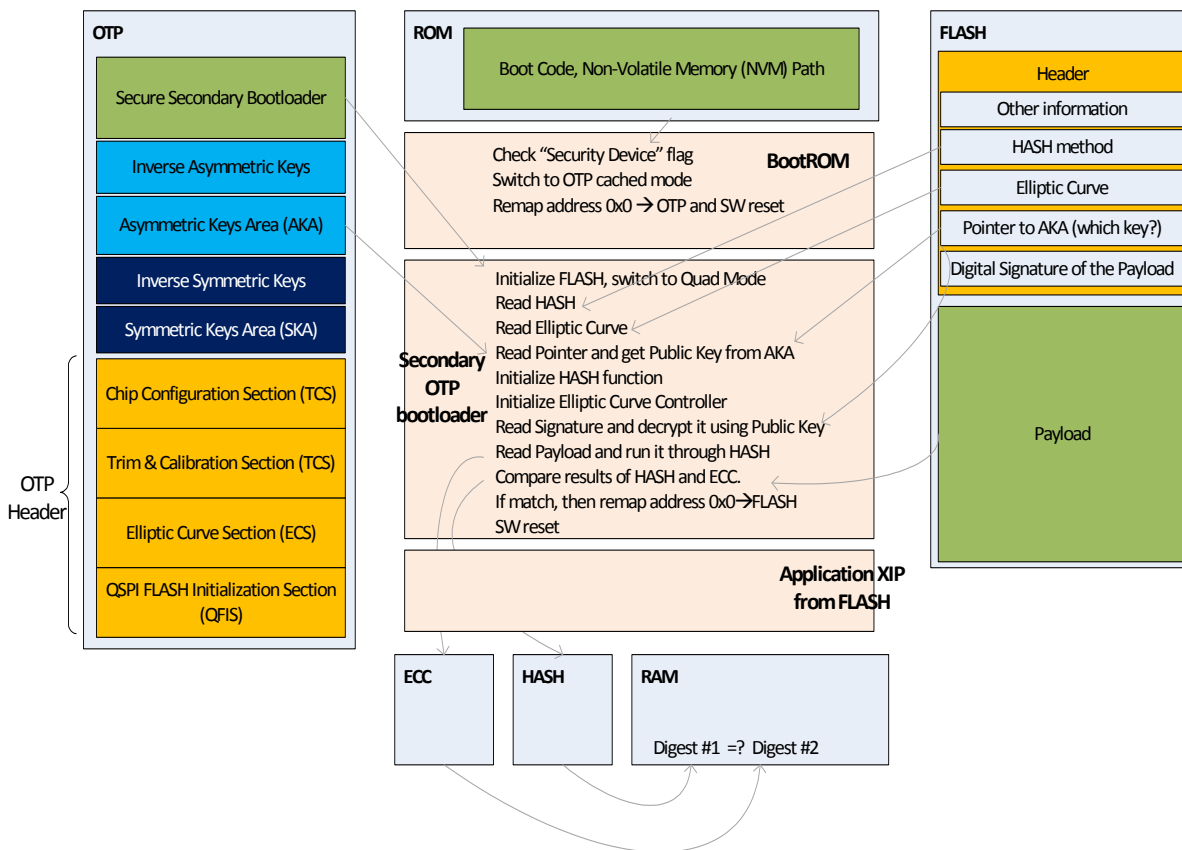 OTP
Secure Secondary Bootloader
Inverse Asymmetric Keys
Asymmetric Keys Area (AKA)
Inverse Symmetric Keys
Symmetric Keys Area (SKA)
OTP
Header
Chip Configuration Section (TCS)
Trim & Calibration Section (TCS)
Elliptic Curve Section (ECS)
QSPI FLASH Initialization Section
(QFIS)
ROM
Boot Code, Non-Volatile Memory (NVM) Path
BootROM
Check “Security Device” flag
Switch to OTP cached mode
Remap address 0x0 → OTP and SW reset
Secondary
OTP
bootloader
Initialize FLASH, switch to Quad Mode
Read HASH
Read Elliptic Curve
Read Pointer and get Public Key from AKA
Initialize HASH function
Initialize Elliptic Curve Controller
Read Signature and decrypt it using Public Key
Read Payload and run it through HASH
Compare results of HASH and ECC.
If match, then remap address 0x0→FLASH
SW reset
Application XIP
from FLASH
ECC
HASH
RAM
Digest #1 =? Digest #2
FLASH
Header
Other information
HASH method
Elliptic Curve
Pointer to AKA (which key?)
Digital Signature of the Payload
Payload